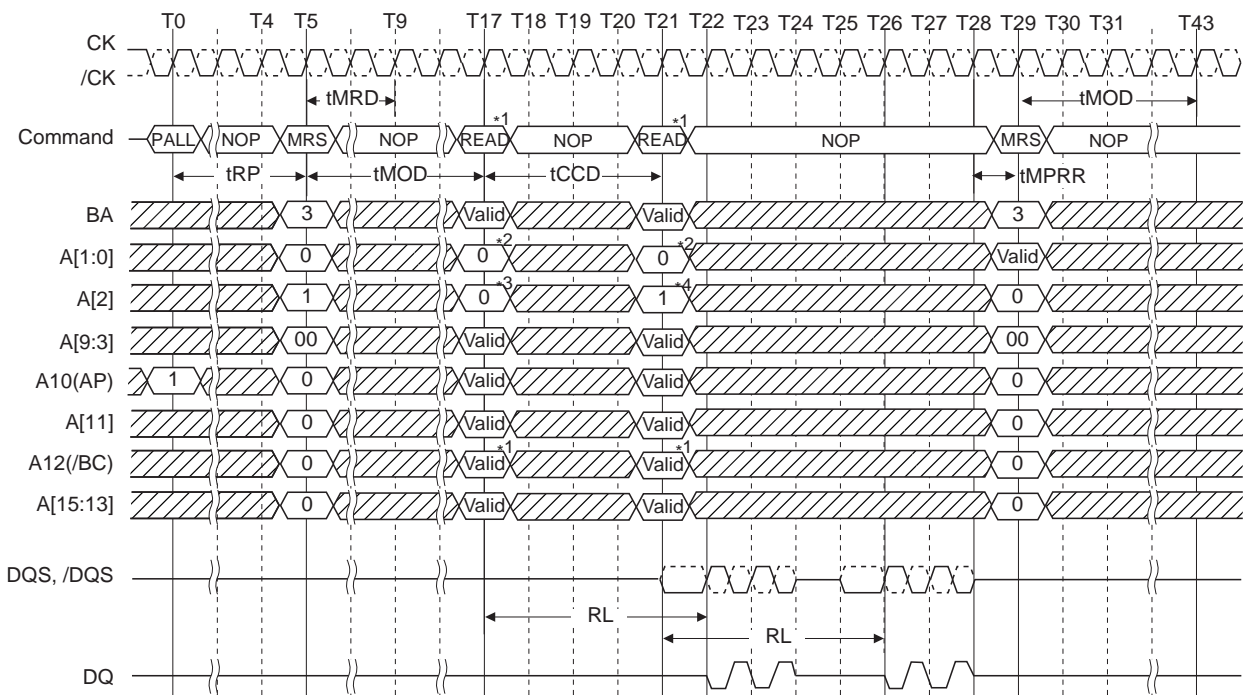 T0 T4 T5 T9 T17 T18 T19 T20 T21 T22 T23 T24 T25 T26 T27 T28 T29 T30 T31 T43
CK
/CK
tMRD tMOD
Command PALL NOP MRS NOP READ *1 NOP READ *1 NOP MRS NOP
tRP tMOD tCCD tMPRR
BA 3 Valid Valid 3
A[1:0] 0 0 *2 0 *2 Valid
A[2] 1 0 *3 1 *4 0
A[9:3] 00 Valid Valid 00
A10(AP) 1 0 Valid Valid 0
A[11] 0 Valid Valid 0
A12(/BC) 0 Valid *1 Valid *1 0
A[15:13] 0 Valid Valid 0
DQS, /DQS
RL
RL
DQ